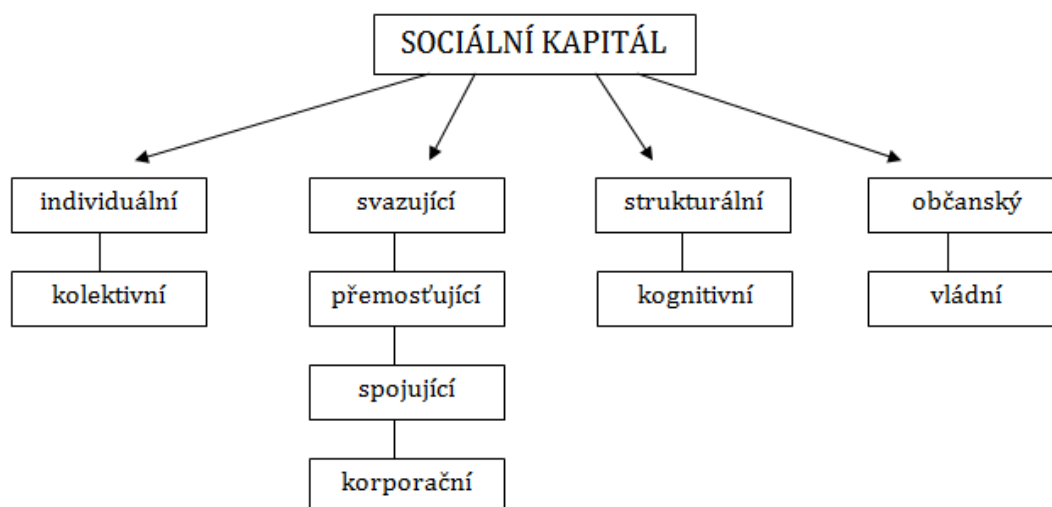 SOCIÁLNÍ KAPITÁL
individuální
kolektivní
svazující
přemosťující
spojující
korporační
strukturální
kognitivní
občanský
vládní